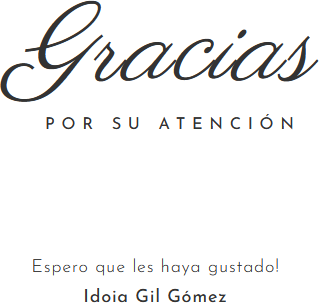 Gracias
POR SU ATENCIÓN
Espero que les haya gustado!
Idoia Gil Gómez